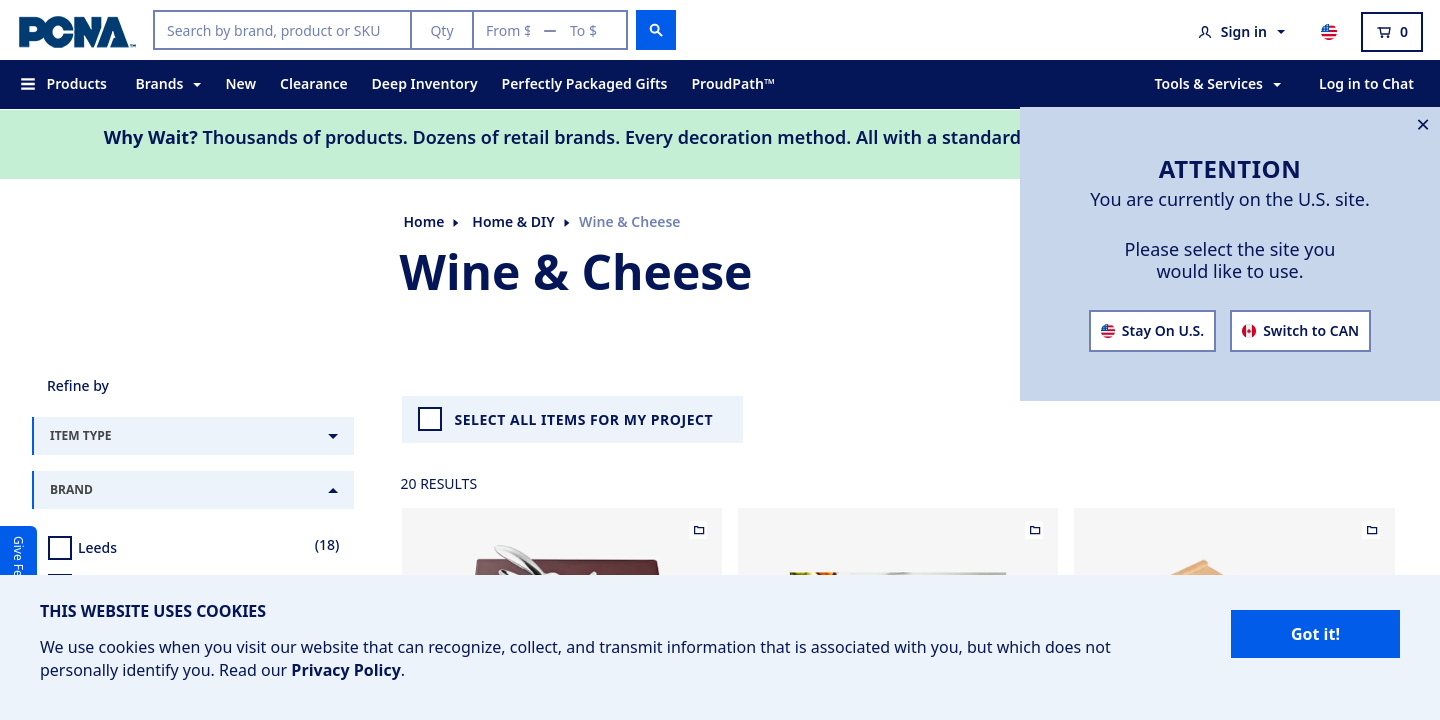 PCNA
Search by brand, product or SKU
Qty
From $
To $
Sign in
0
Products
Brands
New
Clearance
Deep Inventory
Perfectly Packaged Gifts
ProudPath™
Tools & Services
Log in to Chat
Why Wait? Thousands of products. Dozens of retail brands. Every decoration method. All with a standard
ATTENTION
You are currently on the U.S. site.
Please select the site you
would like to use.
Stay On U.S.
Switch to CAN
Home
Home & DIY
Wine & Cheese
Wine & Cheese
Refine by
SELECT ALL ITEMS FOR MY PROJECT
ITEM TYPE
20 RESULTS
BRAND
Leeds
(18)
Give Fe
THIS WEBSITE USES COOKIES
We use cookies when you visit our website that can recognize, collect, and transmit information that is associated with you, but which does not
personally identify you. Read our Privacy Policy.
Got it!